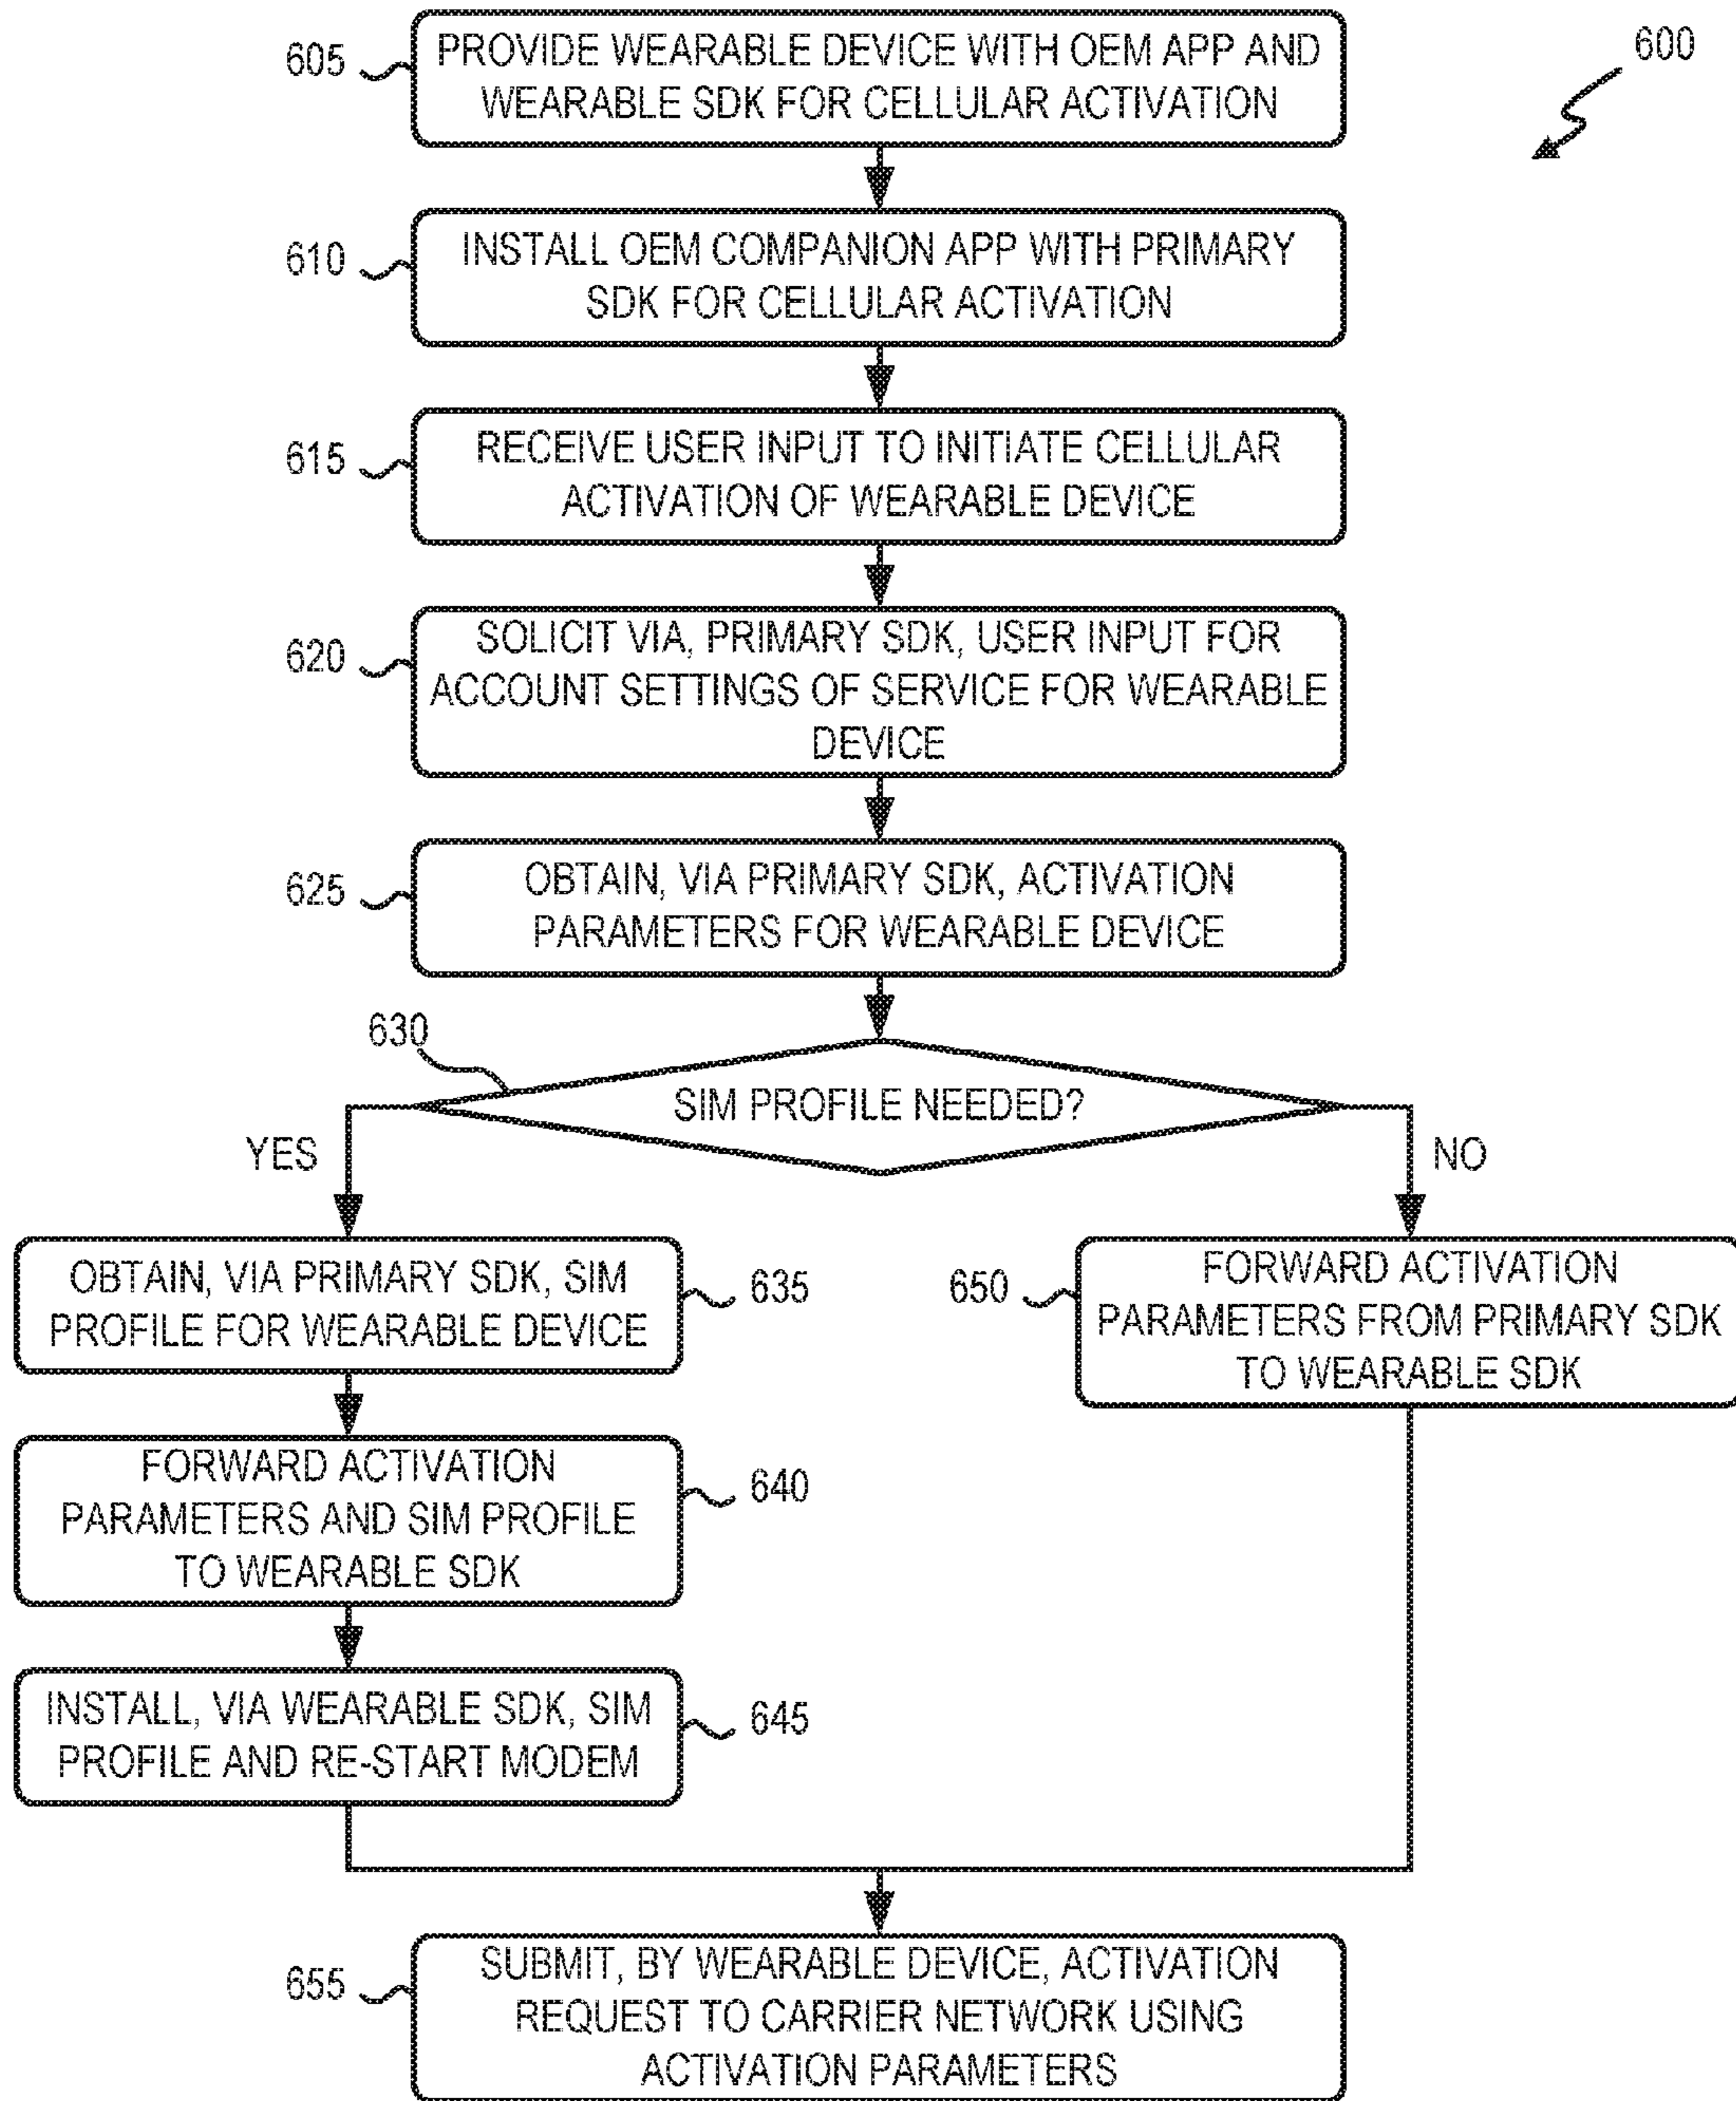 600
605
PROVIDE WEARABLE DEVICE WITH OEM APP AND
WEARABLE SDK FOR CELLULAR ACTIVATION
610
INSTALL OEM COMPANION APP WITH PRIMARY
SDK FOR CELLULAR ACTIVATION
615
RECEIVE USER INPUT TO INITIATE CELLULAR
ACTIVATION OF WEARABLE DEVICE
620
SOLICIT VIA, PRIMARY SDK, USER INPUT FOR
ACCOUNT SETTINGS OF SERVICE FOR WEARABLE
DEVICE
625
OBTAIN, VIA PRIMARY SDK, ACTIVATION
PARAMETERS FOR WEARABLE DEVICE
630
SIM PROFILE NEEDED?
YES
NO
OBTAIN, VIA PRIMARY SDK, SIM
PROFILE FOR WEARABLE DEVICE
635
FORWARD ACTIVATION
PARAMETERS AND SIM PROFILE
TO WEARABLE SDK
640
INSTALL, VIA WEARABLE SDK, SIM
PROFILE AND RE-START MODEM
645
650
FORWARD ACTIVATION
PARAMETERS FROM PRIMARY SDK
TO WEARABLE SDK
655
SUBMIT, BY WEARABLE DEVICE, ACTIVATION
REQUEST TO CARRIER NETWORK USING
ACTIVATION PARAMETERS